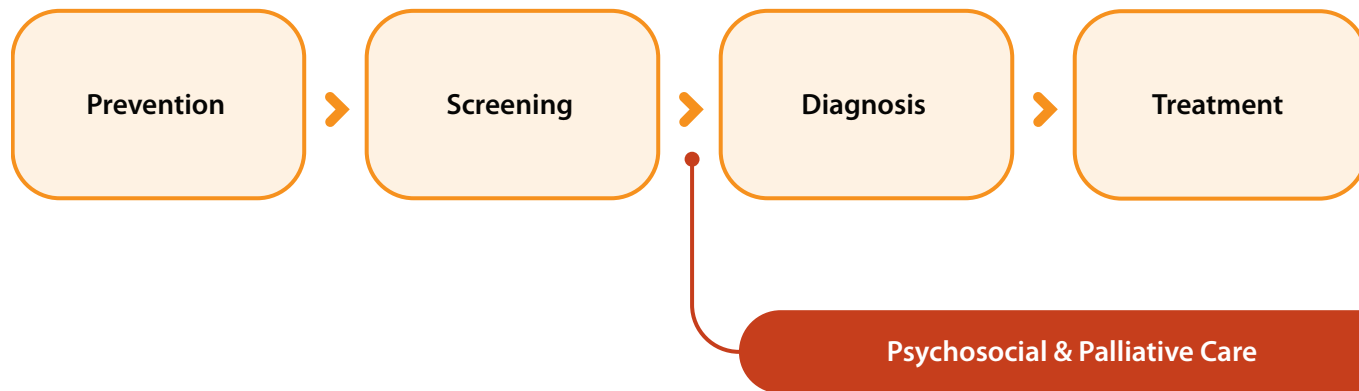 Prevention
Screening
Diagnosis
Treatment
Psychosocial & Palliative Care